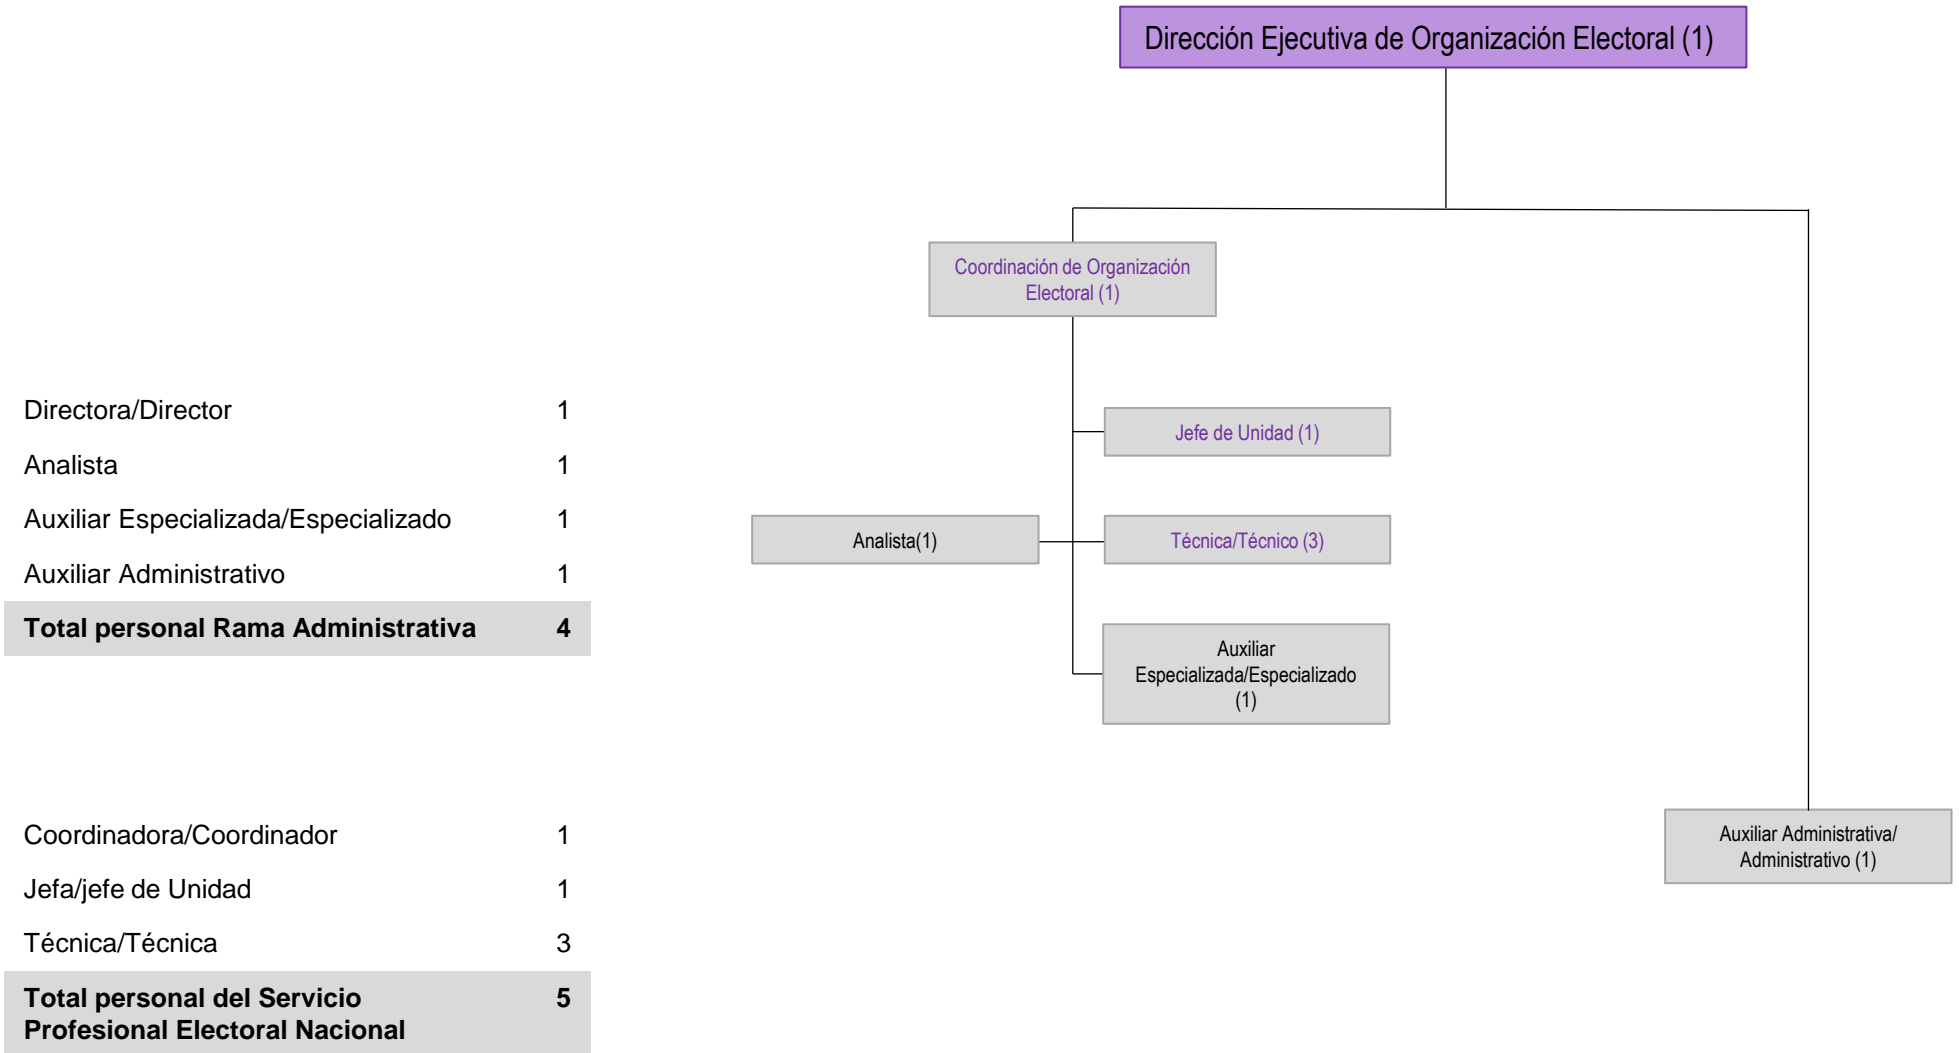 Dirección Ejecutiva de Organización Electoral (1)
Coordinación de Organización
Electoral (1)
Jefe de Unidad (1)
Analista(1)
Técnica/Técnico (3)
Auxiliar
Especializada/Especializado
(1)
Auxiliar Administrativa/
Administrativo (1)
Directora/Director 1
Analista 1
Auxiliar Especializada/Especializado 1
Auxiliar Administrativo 1
Total personal Rama Administrativa 4
Coordinadora/Coordinador 1
Jefa/jefe de Unidad 1
Técnica/Técnica 3
Total personal del Servicio 5
Profesional Electoral Nacional